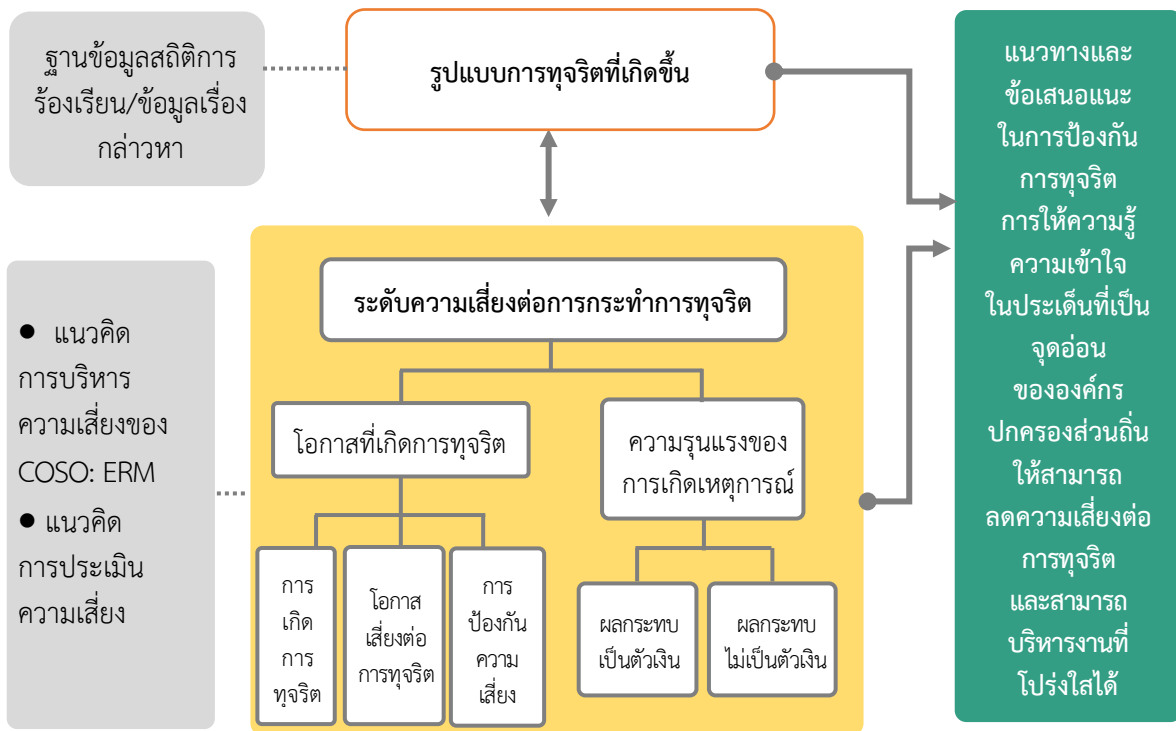 ฐานข้อมูลสถิติการ
ร้องเรียน/ข้อมูลเรื่อง
กล่าวหา
รูปแบบการทุจริตที่เกิดขึ้น
● แนวคิด
การบริหาร
ความเสี่ยงของ
COSO: ERM
● แนวคิด
การประเมิน
ความเสี่ยง
ระดับความเสี่ยงต่อการกระทำการทุจริต
โอกาสที่เกิดการทุจริต
ความรุนแรงของ
การเกิดเหตุการณ์
การ
เกิด
การ
ทุจริต
โอกาส
เสี่ยงต่อ
การทุจริต
การ
ป้องกัน
ความ
เสี่ยง
ผลกระทบ
เป็นตัวเงิน
ผลกระทบ
ไม่เป็นตัวเงิน
แนวทางและ
ข้อเสนอแนะ
ในการป้องกัน
การทุจริต
การให้ความรู้
ความเข้าใจ
ในประเด็นที่เป็น
จุดอ่อน
ขององค์กร
ปกครองส่วนถิ่น
ให้สามารถ
ลดความเสี่ยงต่อ
การทุจริต
และสามารถ
บริหารงานที่
โปร่งใสได้